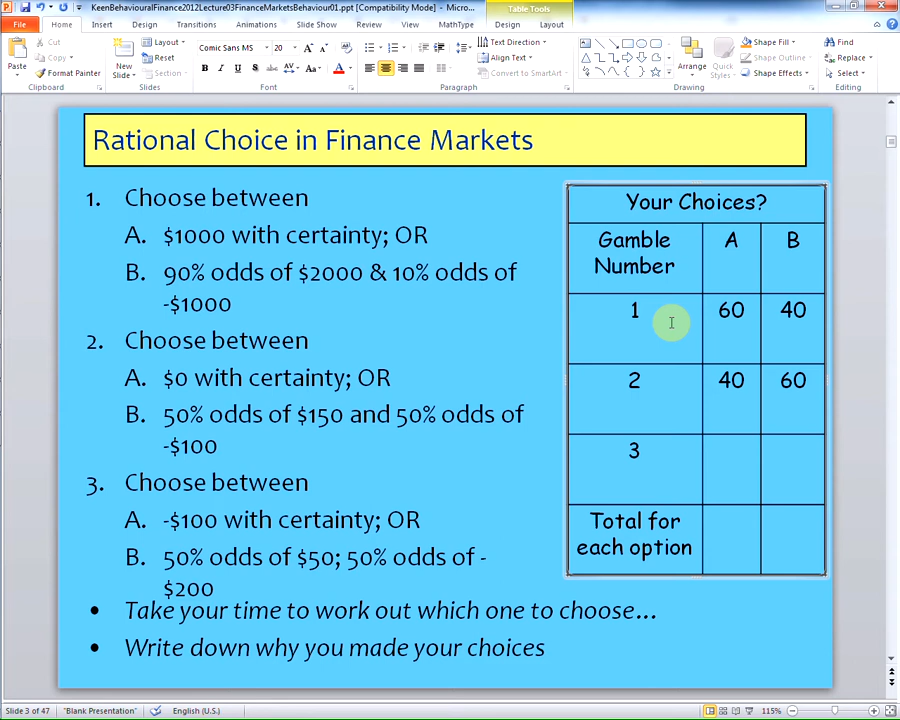 KeenBehaviouralFinance2012Lecture03FinanceMarketsBehaviour01.ppt [Compatibility Mode] - Micro...
Table Tools
File Home Insert Design Transitions Animations Slide Show Review View MathType Design Layout
Cut
Copy
Format Painter
Paste
Clipboard
New Slide
Layout
Reset
Section
Slides
Comic Sans MS 20
B I U S abc AV Aa A
Font
Paragraph
Text Direction
Align Text
Convert to SmartArt
Arrange
Quick Styles
Shape Fill
Shape Outline
Shape Effects
Drawing
Find
Replace
Select
Editing
Rational Choice in Finance Markets
1. Choose between
A. $1000 with certainty; OR
B. 90% odds of $2000 & 10% odds of
-$1000
2. Choose between
A. $0 with certainty; OR
B. 50% odds of $150 and 50% odds of
-$100
3. Choose between
A. -$100 with certainty; OR
B. 50% odds of $50; 50% odds of -
$200
• Take your time to work out which one to choose...
• Write down why you made your choices
Your Choices?
Gamble Number A B
1 60 40
2 40 60
3
Total for
each option
Slide 3 of 47 "Blank Presentation" English (U.S.) 115%